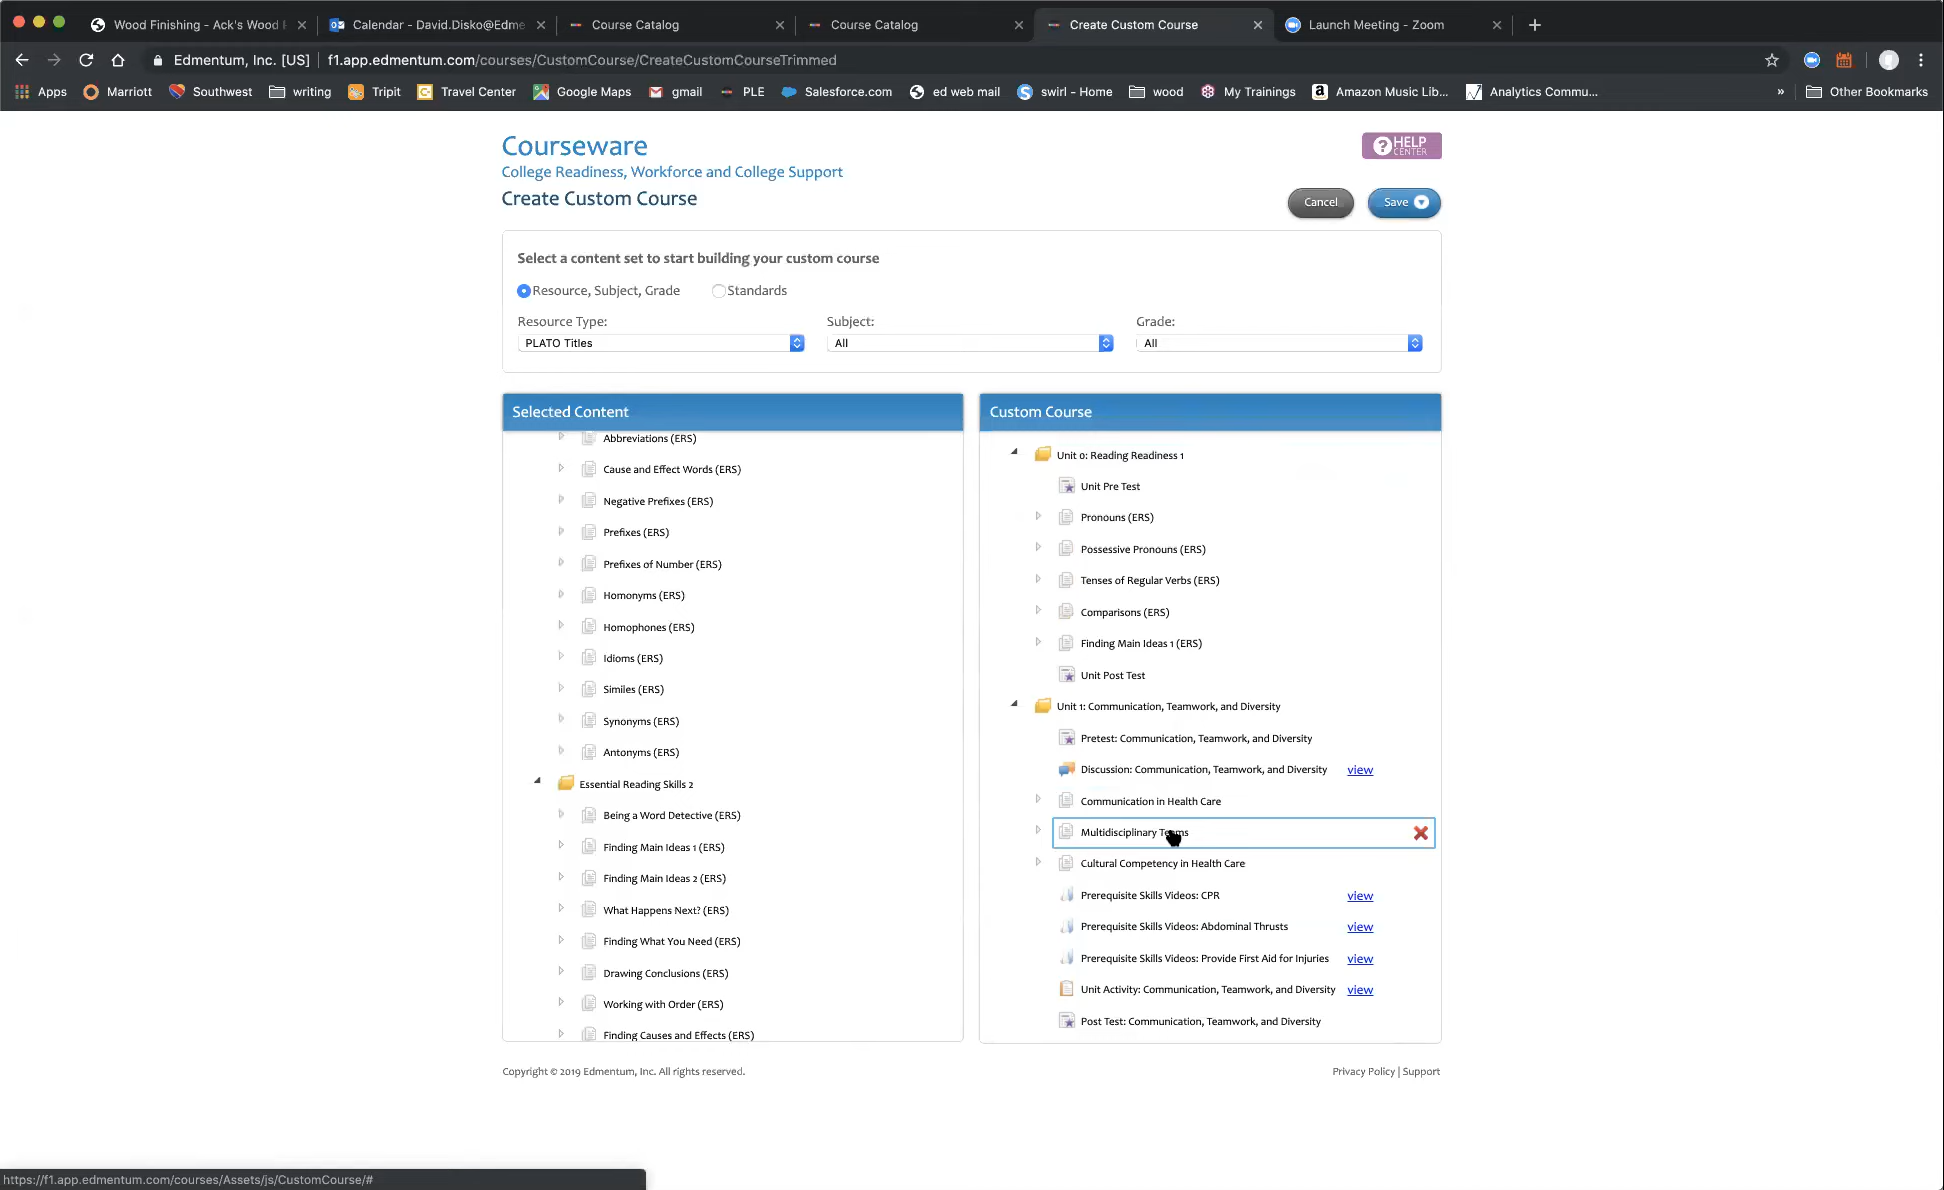 Wood Finishing - Ack's Wood
Calendar - David.Disko@Edme
Course Catalog
Course Catalog
Create Custom Course
Launch Meeting - Zoom
Edmentum, Inc. [US] | f1.app.edmentum.com/courses/CustomCourse/CreateCustomCourseTrimmed
Apps
Marriott
Southwest
writing
Tripit
Travel Center
Google Maps
gmail
PLE
Salesforce.com
ed web mail
swirl - Home
wood
My Trainings
Amazon Music Lib...
Analytics Commu...
»
Other Bookmarks
Courseware
HELP
CENTER
College Readiness, Workforce and College Support
Create Custom Course
Cancel
Save
Select a content set to start building your custom course
Resource, Subject, Grade
Standards
Resource Type:
Subject:
Grade:
PLATO Titles
All
All
Selected Content
Abbreviations (ERS)
Cause and Effect Words (ERS)
Negative Prefixes (ERS)
Prefixes (ERS)
Prefixes of Number (ERS)
Homonyms (ERS)
Homophones (ERS)
Idioms (ERS)
Similes (ERS)
Synonyms (ERS)
Antonyms (ERS)
Essential Reading Skills 2
Being a Word Detective (ERS)
Finding Main Ideas 1 (ERS)
Finding Main Ideas 2 (ERS)
What Happens Next? (ERS)
Finding What You Need (ERS)
Drawing Conclusions (ERS)
Working with Order (ERS)
Finding Causes and Effects (ERS)
Custom Course
Unit 0: Reading Readiness 1
Unit Pre Test
Pronouns (ERS)
Possessive Pronouns (ERS)
Tenses of Regular Verbs (ERS)
Comparisons (ERS)
Finding Main Ideas 1 (ERS)
Unit Post Test
Unit 1: Communication, Teamwork, and Diversity
Pretest: Communication, Teamwork, and Diversity
Discussion: Communication, Teamwork, and Diversity view
Communication in Health Care
Multidisciplinary Teams
Cultural Competency in Health Care
Prerequisite Skills Videos: CPR view
Prerequisite Skills Videos: Abdominal Thrusts view
Prerequisite Skills Videos: Provide First Aid for Injuries view
Unit Activity: Communication, Teamwork, and Diversity view
Post Test: Communication, Teamwork, and Diversity
Copyright © 2019 Edmentum, Inc. All rights reserved.
Privacy Policy | Support
https://f1.app.edmentum.com/courses/Assets/js/CustomCourse/#